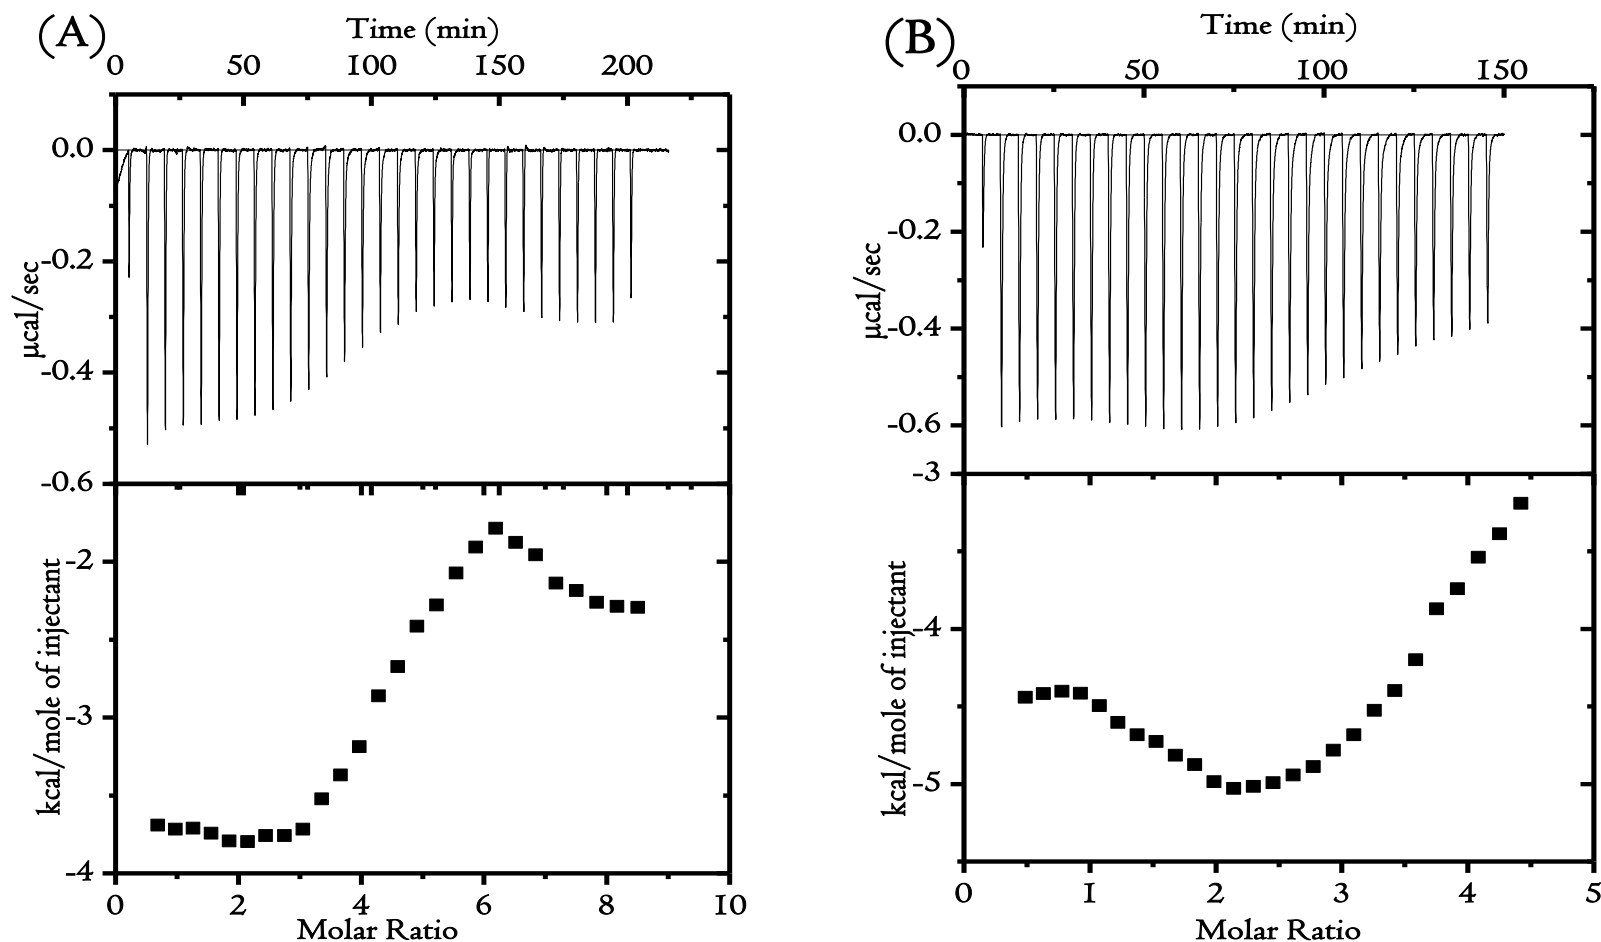 (A)
Time (min)
0 50 100 150 200
0.0
-0.2
-0.4
-0.6
µcal/sec
-2
-3
-4
kcal/mole of injectant
0 2 4 6 8 10
Molar Ratio
(B)
Time (min)
0 50 100 150
0.0
-0.2
-0.4
-0.6
µcal/sec
-3
-4
-5
kcal/mole of injectant
0 1 2 3 4 5
Molar Ratio